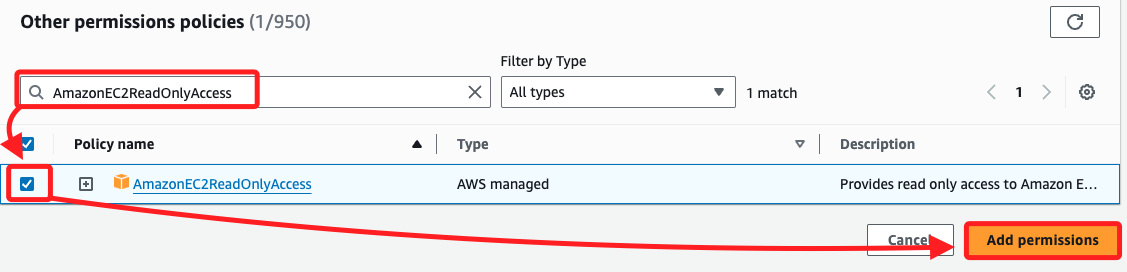 Other permissions policies (1/950)
Filter by Type
AmazonEC2ReadOnlyAccess
All types
1 match
1
Policy name
Type
Description
AmazonEC2ReadOnlyAccess
AWS managed
Provides read only access to Amazon E...
Cancel
Add permissions